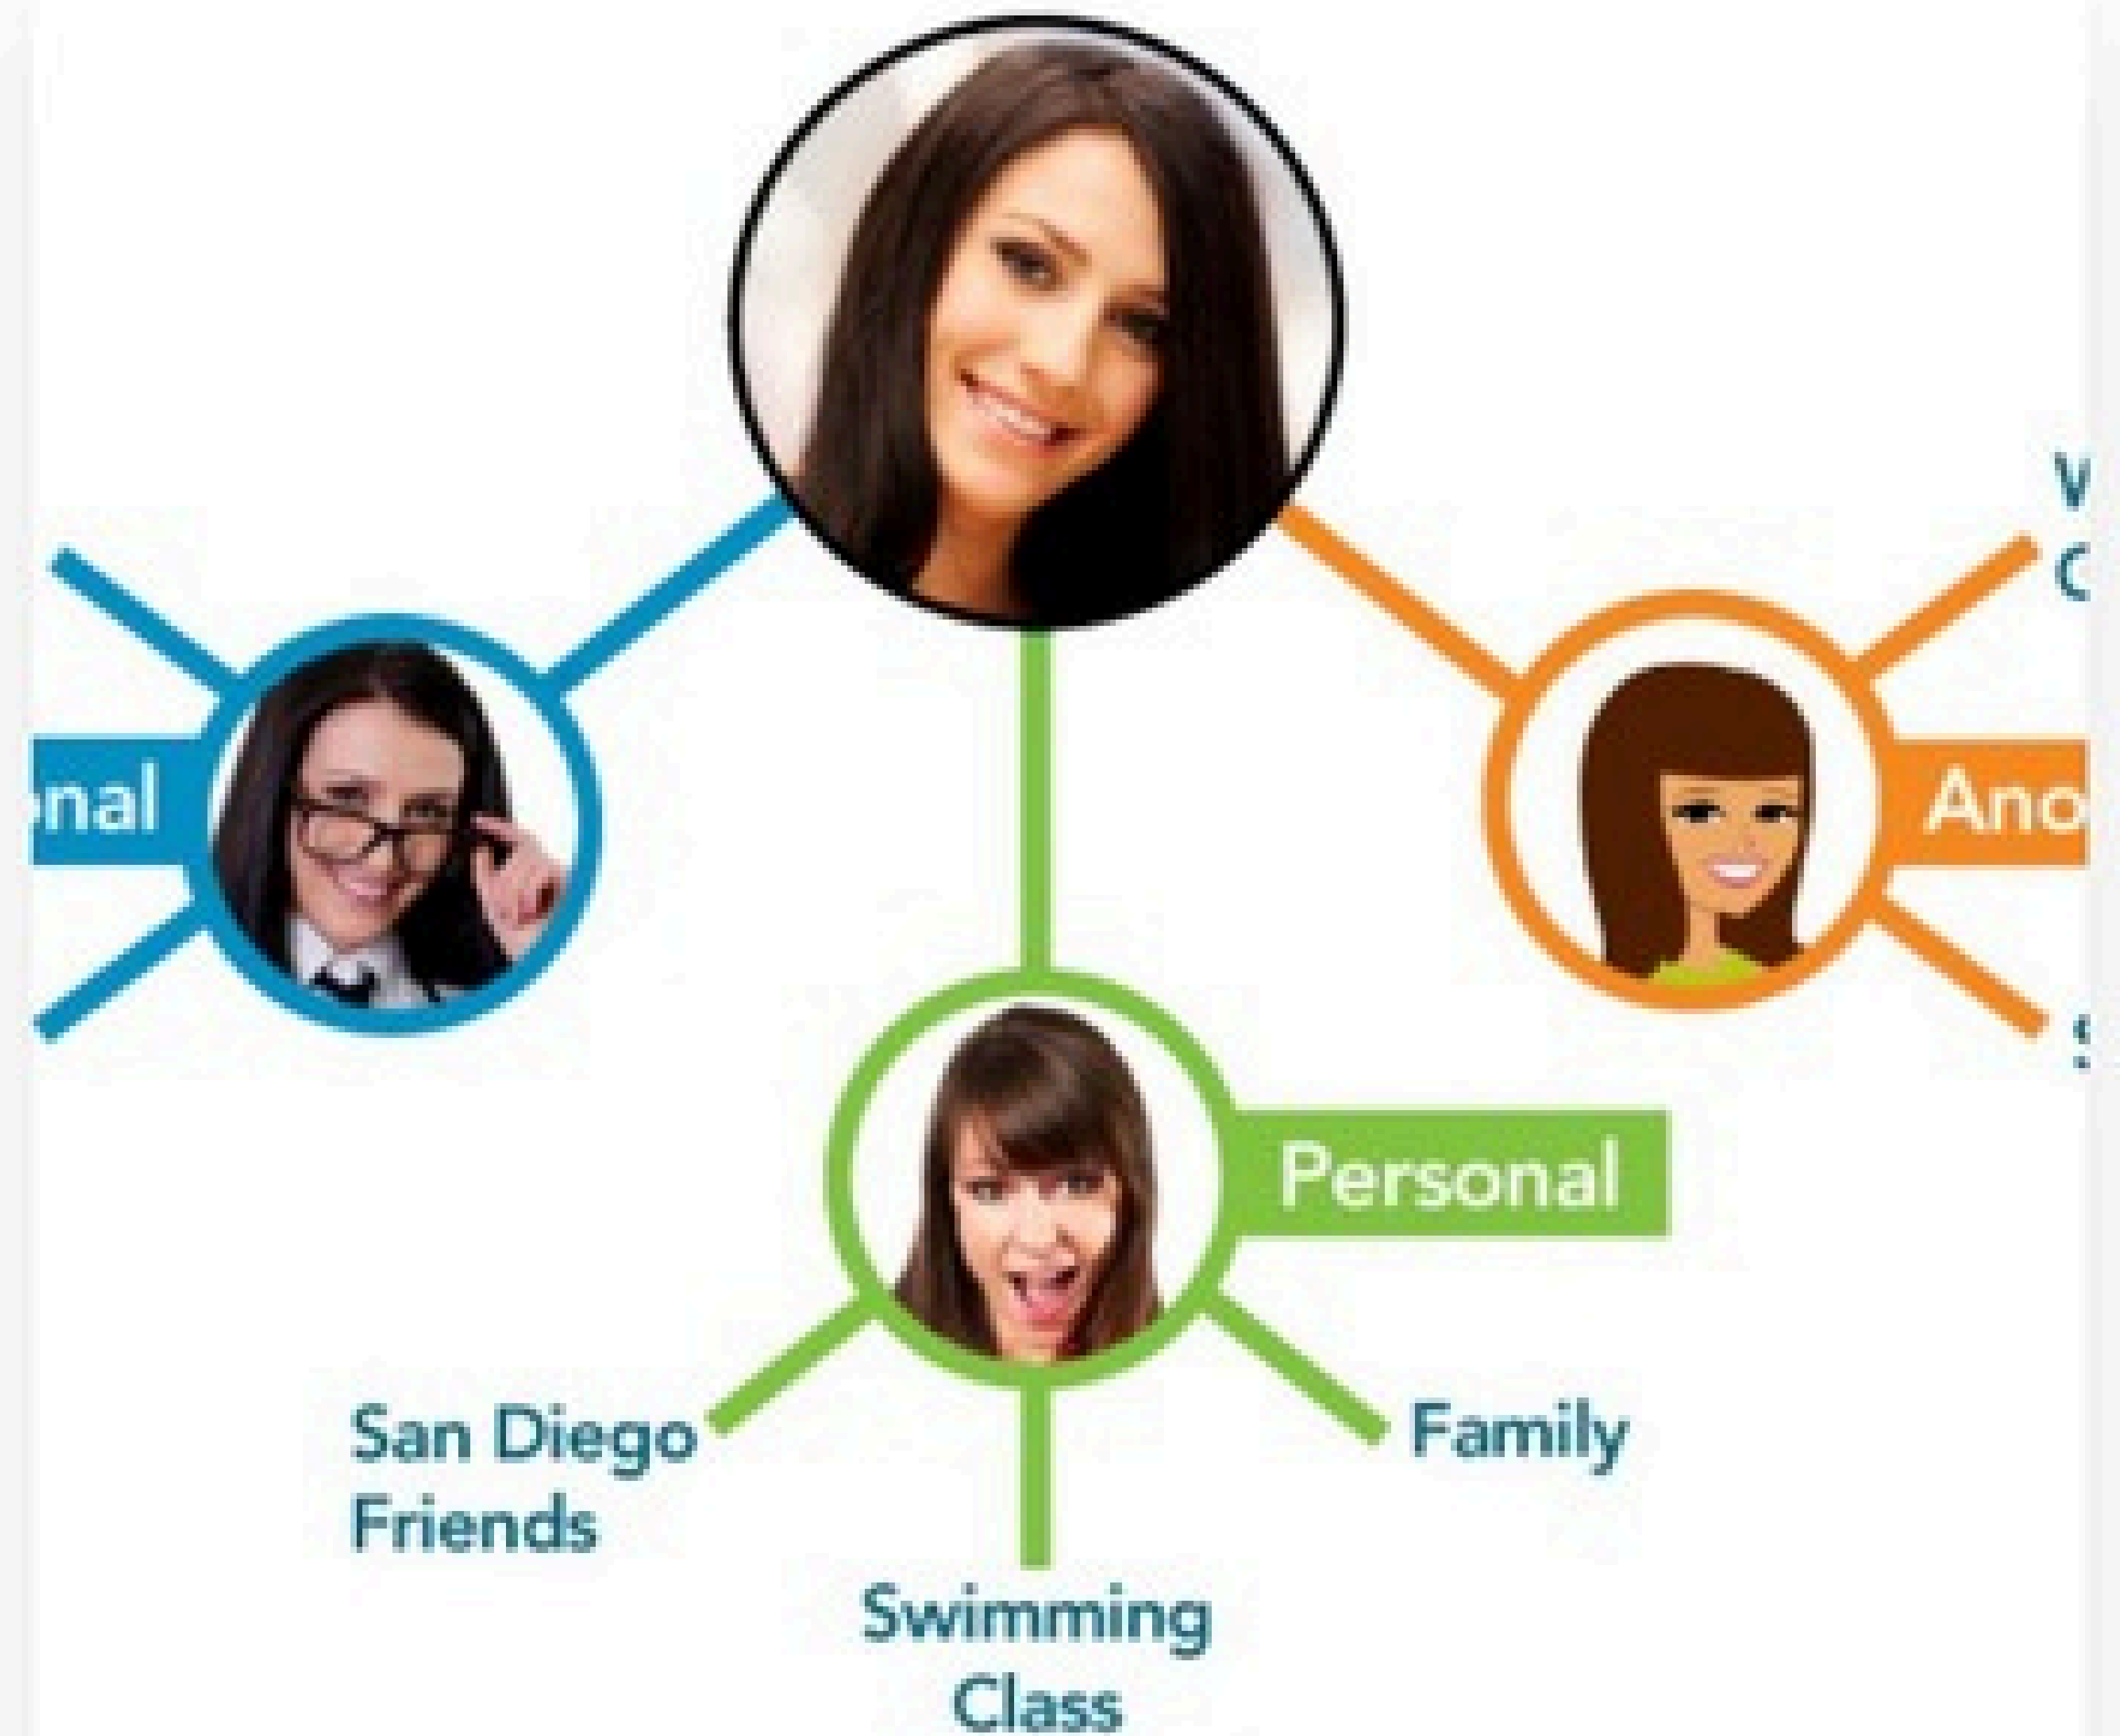 nal
Ano
Personal
San Diego
Friends
Family
Swimming
Class